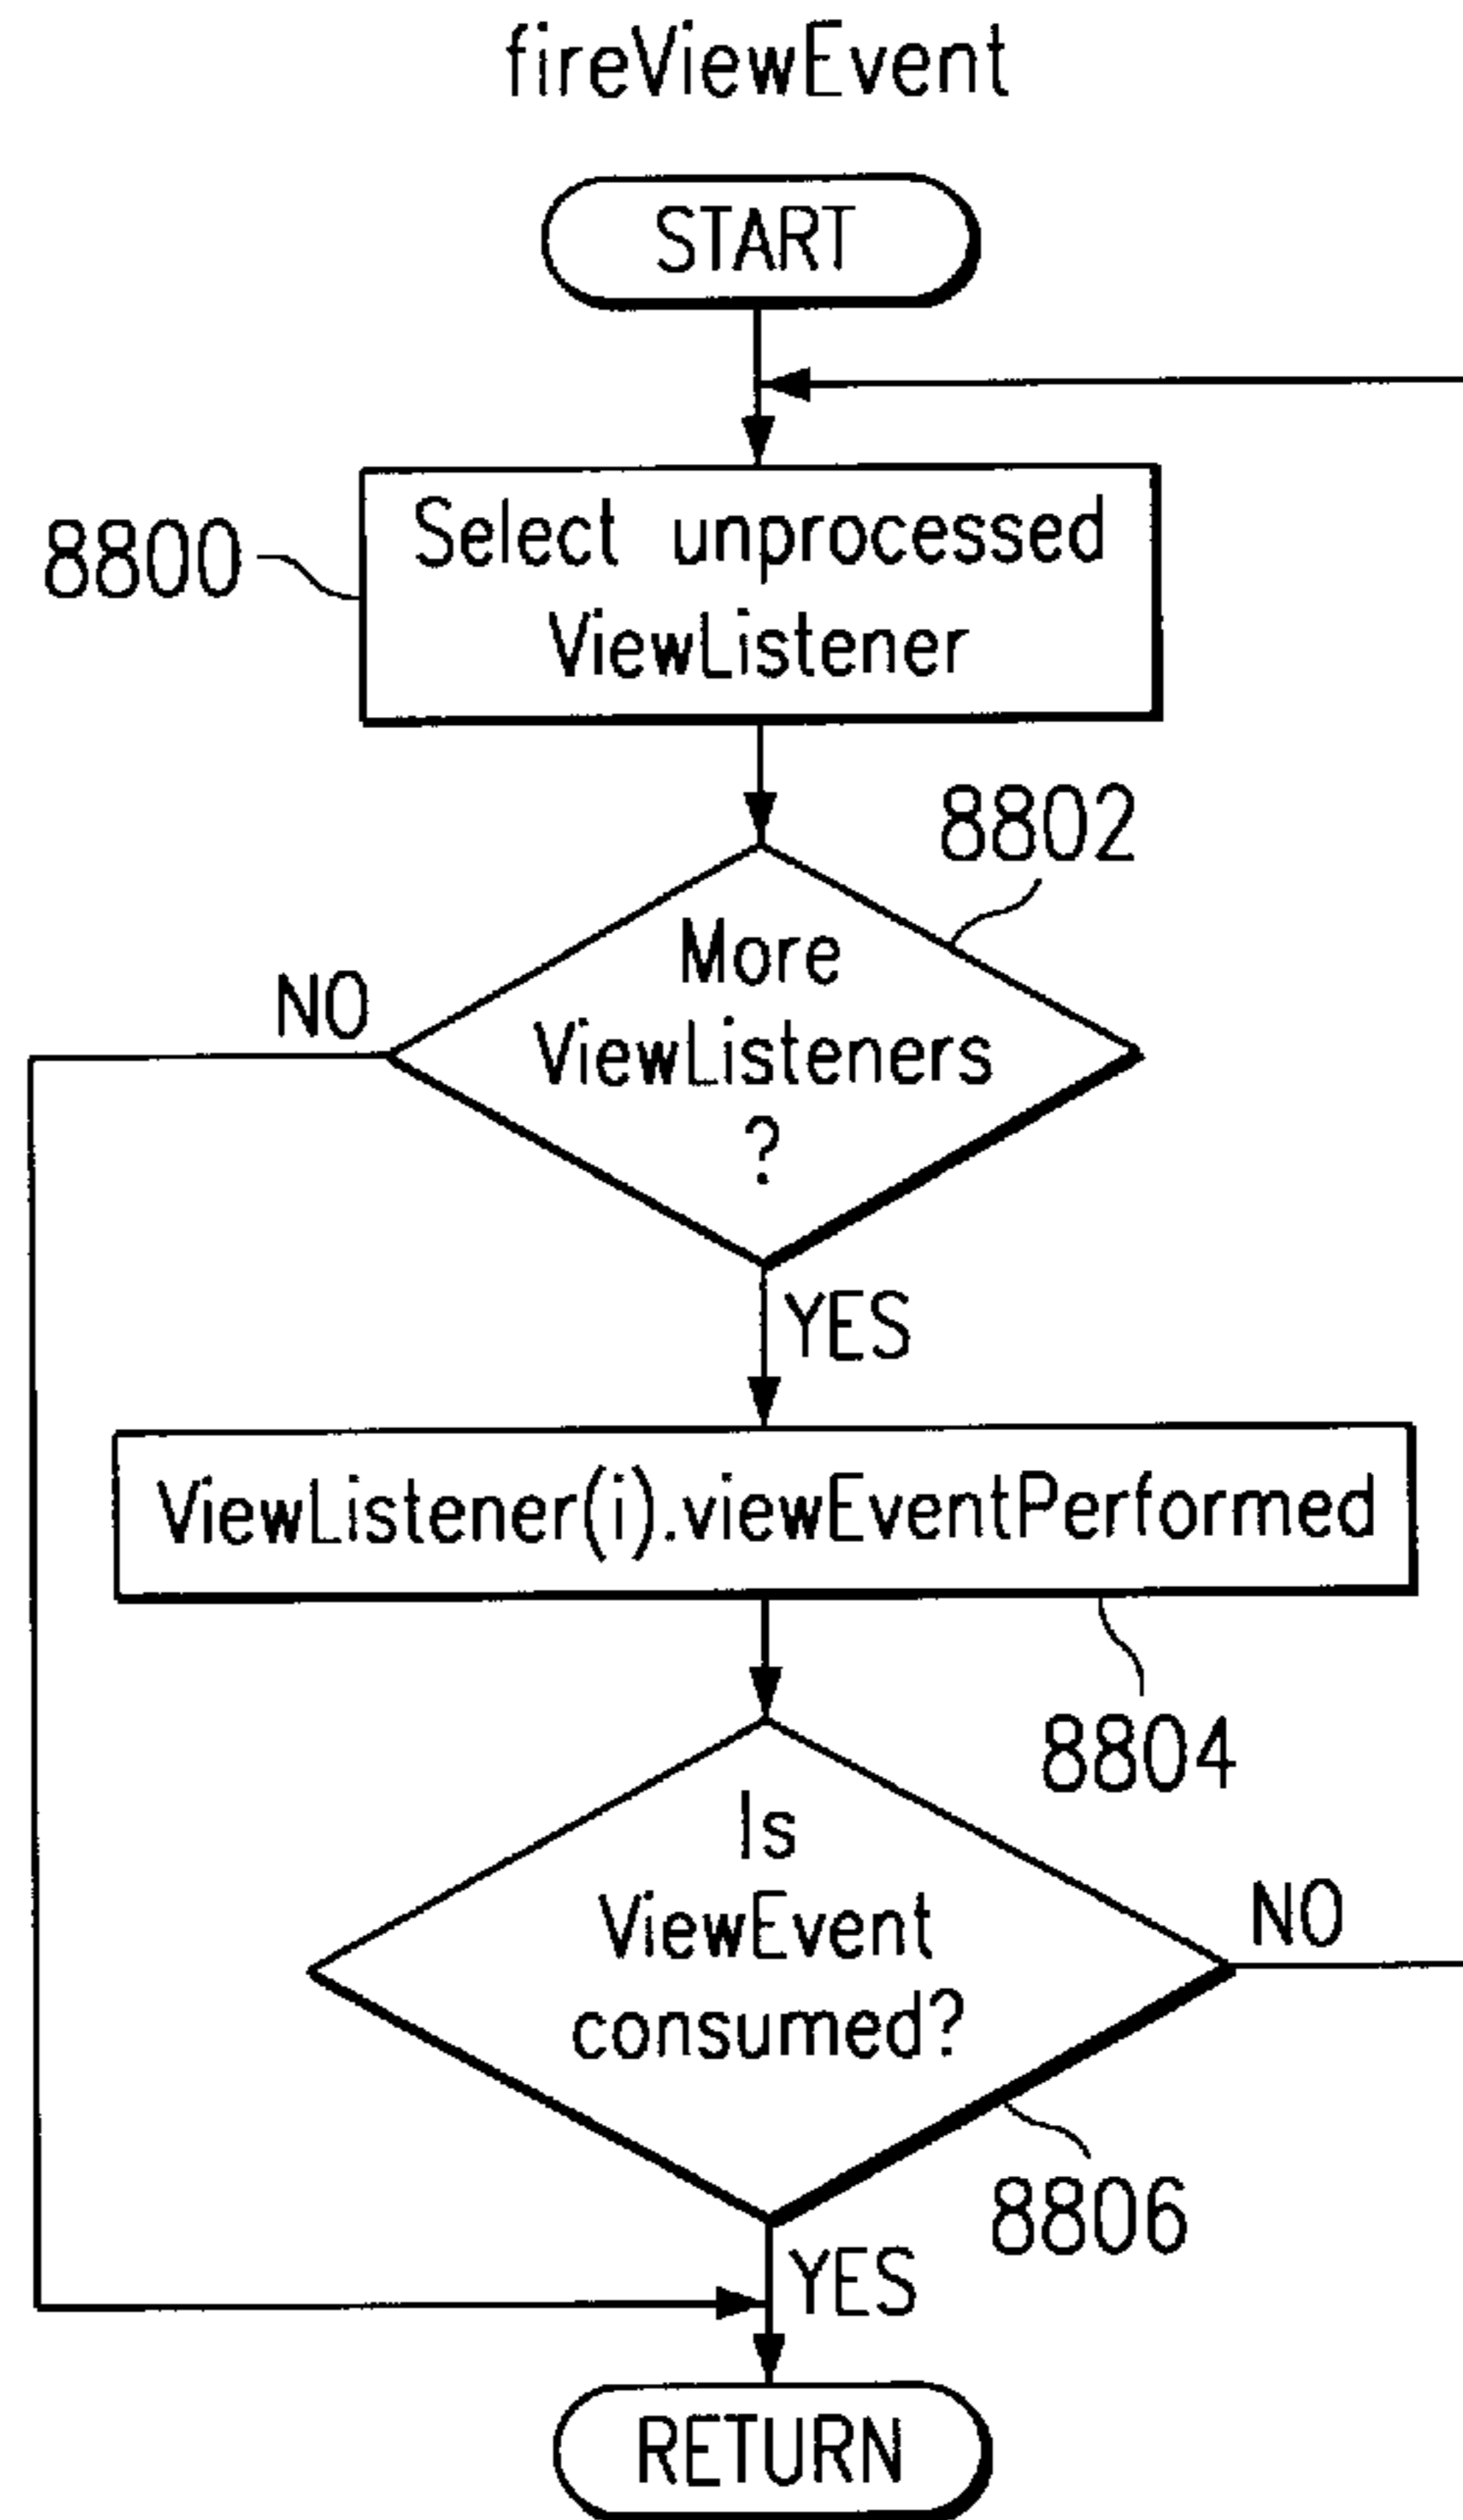 fireViewEvent
START
8800
Select unprocessed
ViewListener
8802
More
ViewListeners
?
NO
YES
ViewListener(i).viewEventPerformed
8804
Is
ViewEvent
consumed?
NO
8806
YES
RETURN